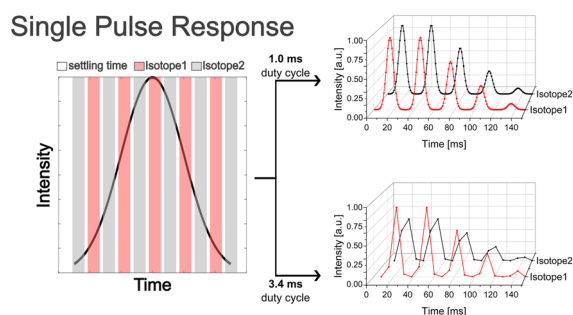 Single Pulse Response
settling time Isotope1 Isotope2
Intensity
Time
1.0 ms
duty cycle
3.4 ms
duty cycle
Intensity [a.u.]
1.00
0.75
0.50
0.25
0.00
0 20 40 60 80 100 120 140
Time [ms]
Isotope2
Isotope1
Intensity [a.u.]
1.00
0.75
0.50
0.25
0.00
0 20 40 60 80 100 120 140
Time [ms]
Isotope2
Isotope1